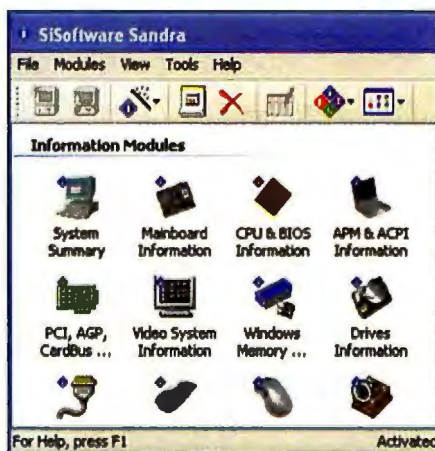 SiSoftware Sandra
File Modules View Tools Help
Information Modules
System Summary
Mainboard Information
CPU & BIOS Information
APM & ACPI Information
PCI, AGP, CardBus ...
Video System Information
Windows Memory ...
Drives Information
For Help, press F1
Activated